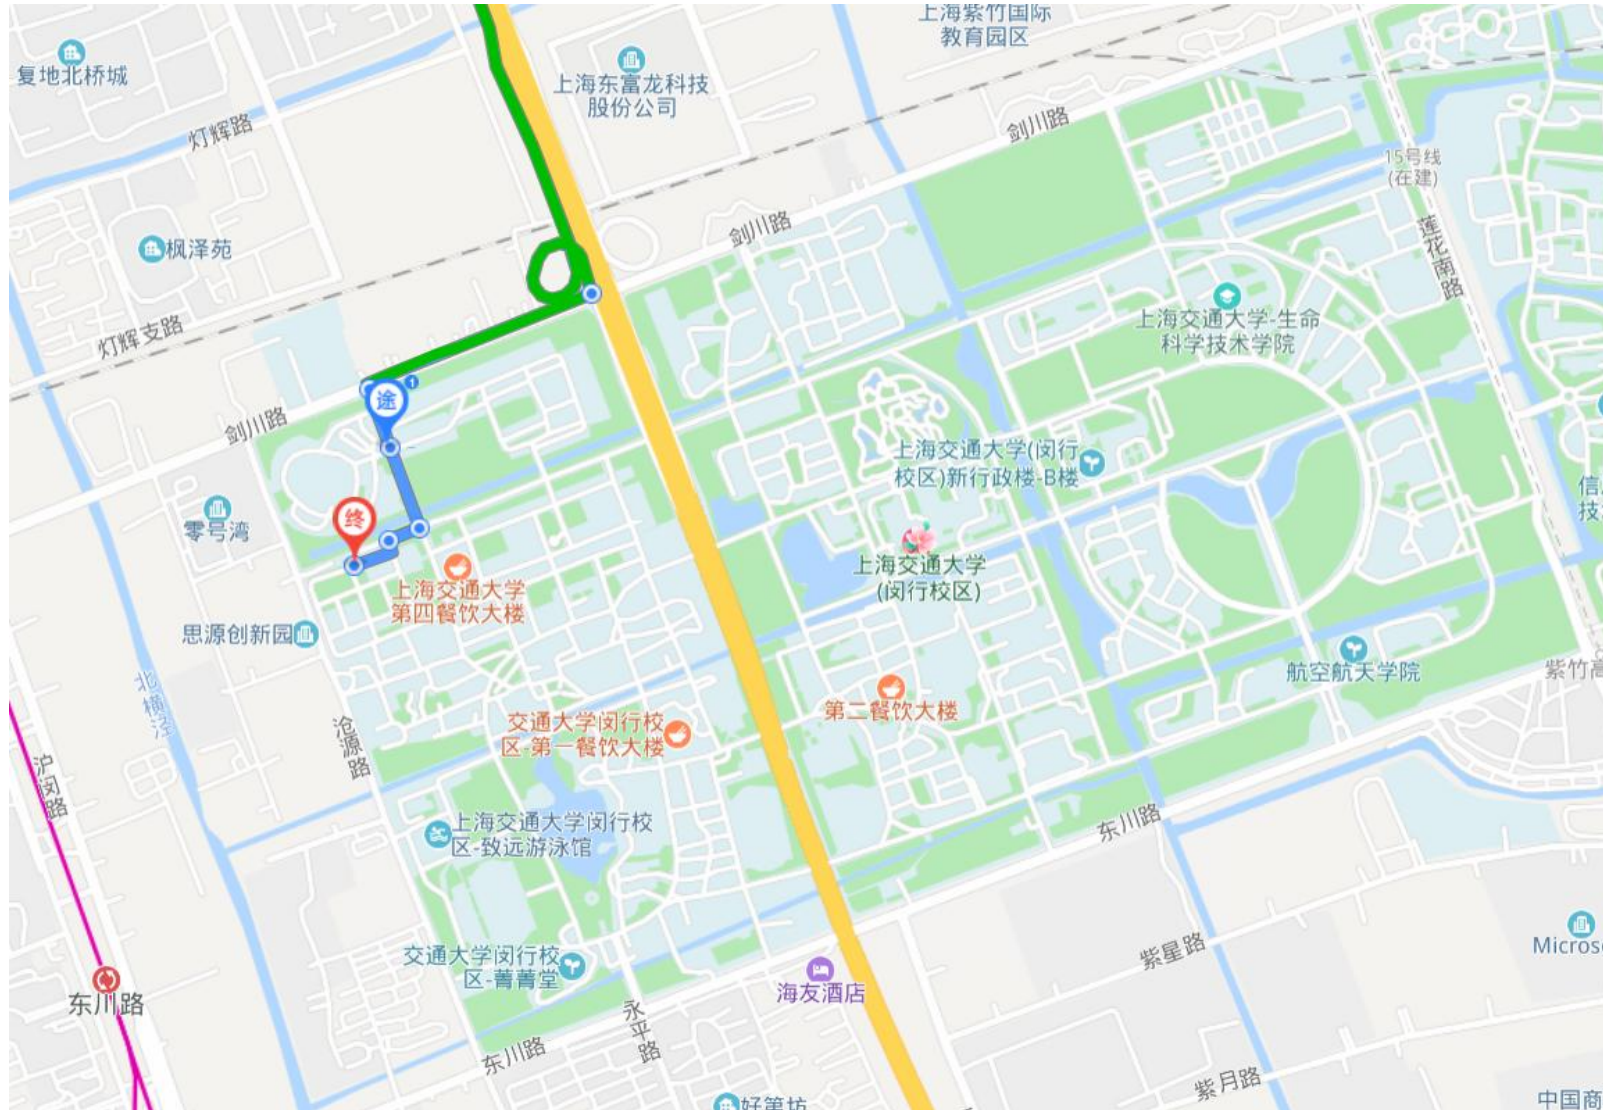 上海紫竹国际
教育园区
复地北桥城
上海东富龙科技
股份公司
灯辉路
剑川路
15号线
(在建)
剑川路
莲花南路
枫泽苑
灯辉支路
上海交通大学-生命
科学技术学院
途
1
剑川路
上海交通大学(闵行
校区)新行政楼-B楼
零号湾
终
上海交通大学
(闵行校区)
上海交通大学
第四餐饮大楼
思源创新园
航空航天学院
紫竹高
北横泾
第二餐饮大楼
交通大学闵行校
区-第一餐饮大楼
沧源路
沪闵路
上海交通大学闵行校
区-致远游泳馆
东川路
紫星路
Micros
交通大学闵行校
区-菁菁堂
海友酒店
东川路
永平路
东川路
紫月路
中国商
好第坊